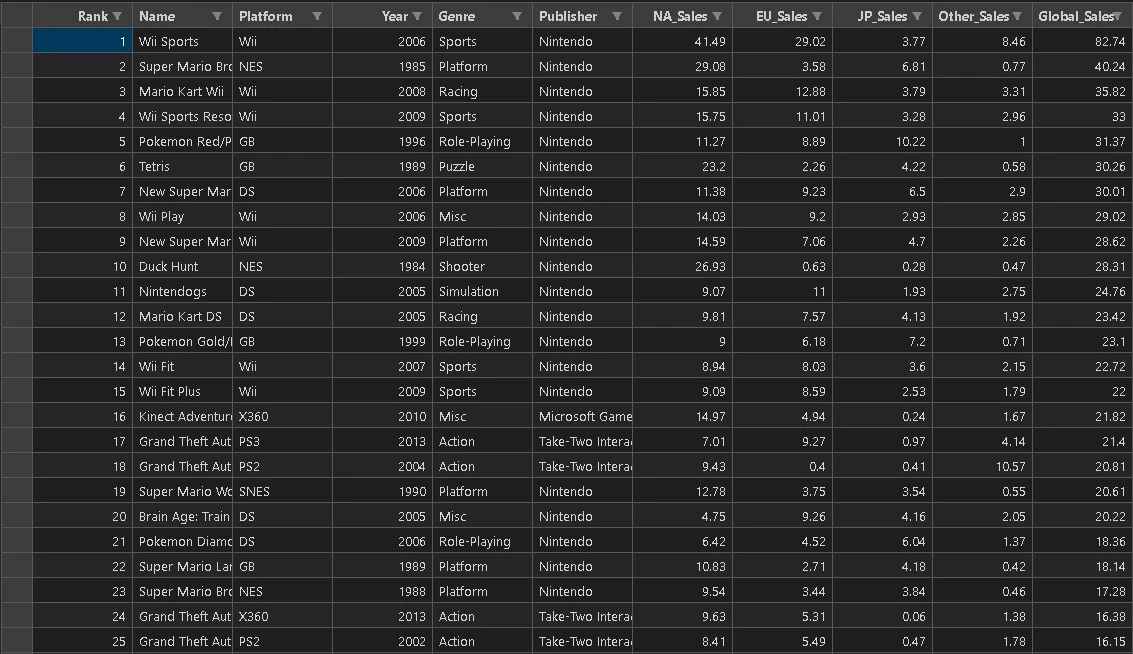 Rank Name Platform Year Genre Publisher NA_Sales EU_Sales JP_Sales Other_Sales Global_Sales
1 Wii Sports Wii 2006 Sports Nintendo 41.49 29.02 3.77 8.46 82.74
2 Super Mario Bro NES 1985 Platform Nintendo 29.08 3.58 6.81 0.77 40.24
3 Mario Kart Wii Wii 2008 Racing Nintendo 15.85 12.88 3.79 3.31 35.82
4 Wii Sports Reso Wii 2009 Sports Nintendo 15.75 11.01 3.28 2.96 33
5 Pokemon Red/P GB 1996 Role-Playing Nintendo 11.27 8.89 10.22 1 31.37
6 Tetris GB 1989 Puzzle Nintendo 23.2 2.26 4.22 0.58 30.26
7 New Super Mar DS 2006 Platform Nintendo 11.38 9.23 6.5 2.9 30.01
8 Wii Play Wii 2006 Misc Nintendo 14.03 9.2 2.93 2.85 29.02
9 New Super Mar Wii 2009 Platform Nintendo 14.59 7.06 4.7 2.26 28.62
10 Duck Hunt NES 1984 Shooter Nintendo 26.93 0.63 0.28 0.47 28.31
11 Nintendogs DS 2005 Simulation Nintendo 9.07 11 1.93 2.75 24.76
12 Mario Kart DS DS 2005 Racing Nintendo 9.81 7.57 4.13 1.92 23.42
13 Pokemon Gold/ GB 1999 Role-Playing Nintendo 9 6.18 7.2 0.71 23.1
14 Wii Fit Wii 2007 Sports Nintendo 8.94 8.03 3.6 2.15 22.72
15 Wii Fit Plus Wii 2009 Sports Nintendo 9.09 8.59 2.53 1.79 22
16 Kinect Adventur X360 2010 Misc Microsoft Game 14.97 4.94 0.24 1.67 21.82
17 Grand Theft Aut PS3 2013 Action Take-Two Intera 7.01 9.27 0.97 4.14 21.4
18 Grand Theft Aut PS2 2004 Action Take-Two Intera 9.43 0.4 0.41 10.57 20.81
19 Super Mario Wo SNES 1990 Platform Nintendo 12.78 3.75 3.54 0.55 20.61
20 Brain Age: Train DS 2005 Misc Nintendo 4.75 9.26 4.16 2.05 20.22
21 Pokemon Diamo DS 2006 Role-Playing Nintendo 6.42 4.52 6.04 1.37 18.36
22 Super Mario Lar GB 1989 Platform Nintendo 10.83 2.71 4.18 0.42 18.14
23 Super Mario Bro NES 1988 Platform Nintendo 9.54 3.44 3.84 0.46 17.28
24 Grand Theft Aut X360 2013 Action Take-Two Intera 9.63 5.31 0.06 1.38 16.38
25 Grand Theft Aut PS2 2002 Action Take-Two Intera 8.41 5.49 0.47 1.78 16.15